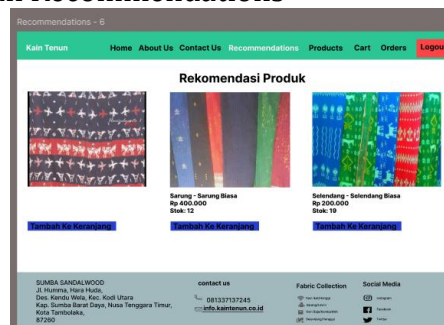 Recommendations
Recommendations - 6
Kain Tenun Home About Us Contact Us Recommendations Products Cart Orders Logou
Rekomendasi Produk
Sarung - Sarung Biasa
Rp 400.000
Stok: 12
Selendang - Selendang Biasa
Rp 200.000
Stok: 19
Tambah Ke Keranjang
Tambah Ke Keranjang
Tambah Ke Keranjang
SUMBA SANDALWOOD
Jl. Humma, Hara Huda,
Des. Kendu Wela, Kec. Kodi Utara
Kap. Sumba Barat Daya, Nusa Tenggara Timur,
Kota Tambolaka,
87260
contact us
081337137245
info.kaintenun.co.id
Fabric Collection
Social Media
Instagram
Facebook
Twitter